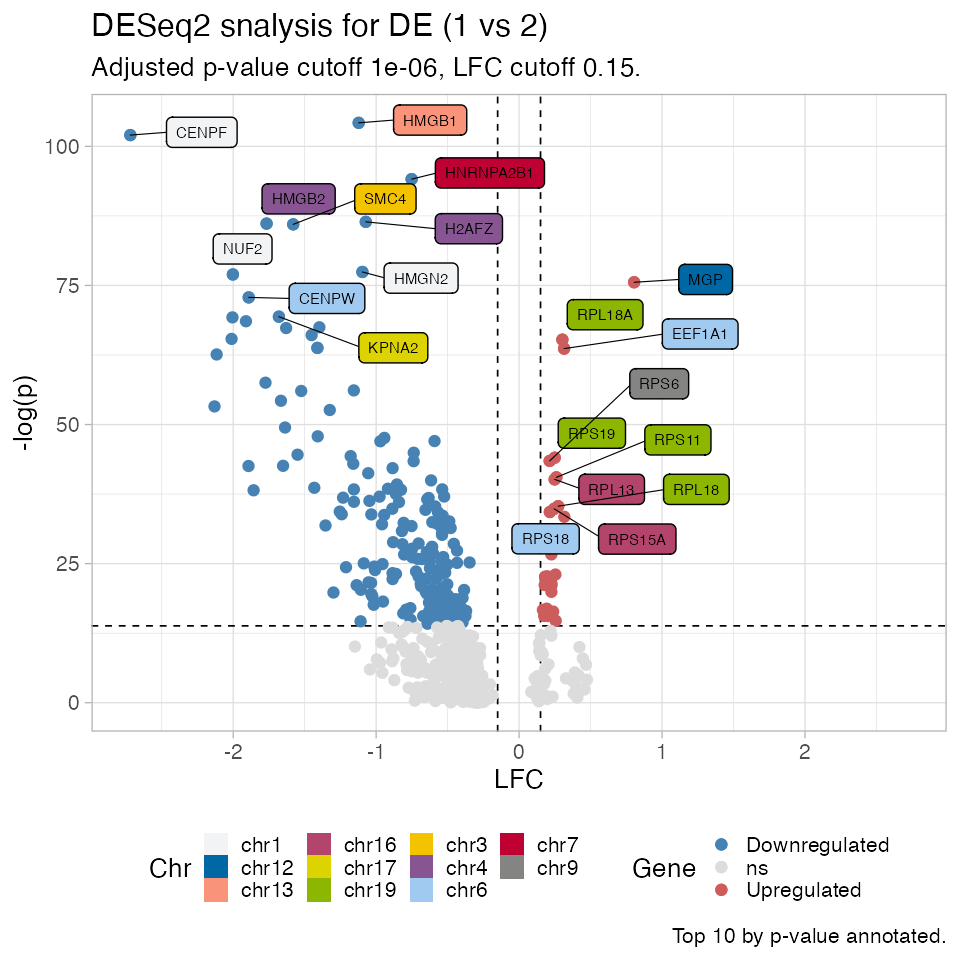 DESeq2 snalysis for DE (1 vs 2)
Adjusted p-value cutoff 1e-06, LFC cutoff 0.15.
CENPF
HMGB1
HNRNPA2B1
HMGB2
SMC4
H2AFZ
NUF2
HMGN2
CENPW
KPNA2
MGP
RPL18A
EEF1A1
RPS6
RPS19
RPS11
RPL13
RPL18
RPS18
RPS15A
-log(p)
100
75
50
25
0
-2
-1
0
1
2
LFC
Chr
chr1
chr12
chr13
chr16
chr17
chr19
chr3
chr4
chr6
chr7
chr9
Gene
Downregulated
ns
Upregulated
Top 10 by p-value annotated.